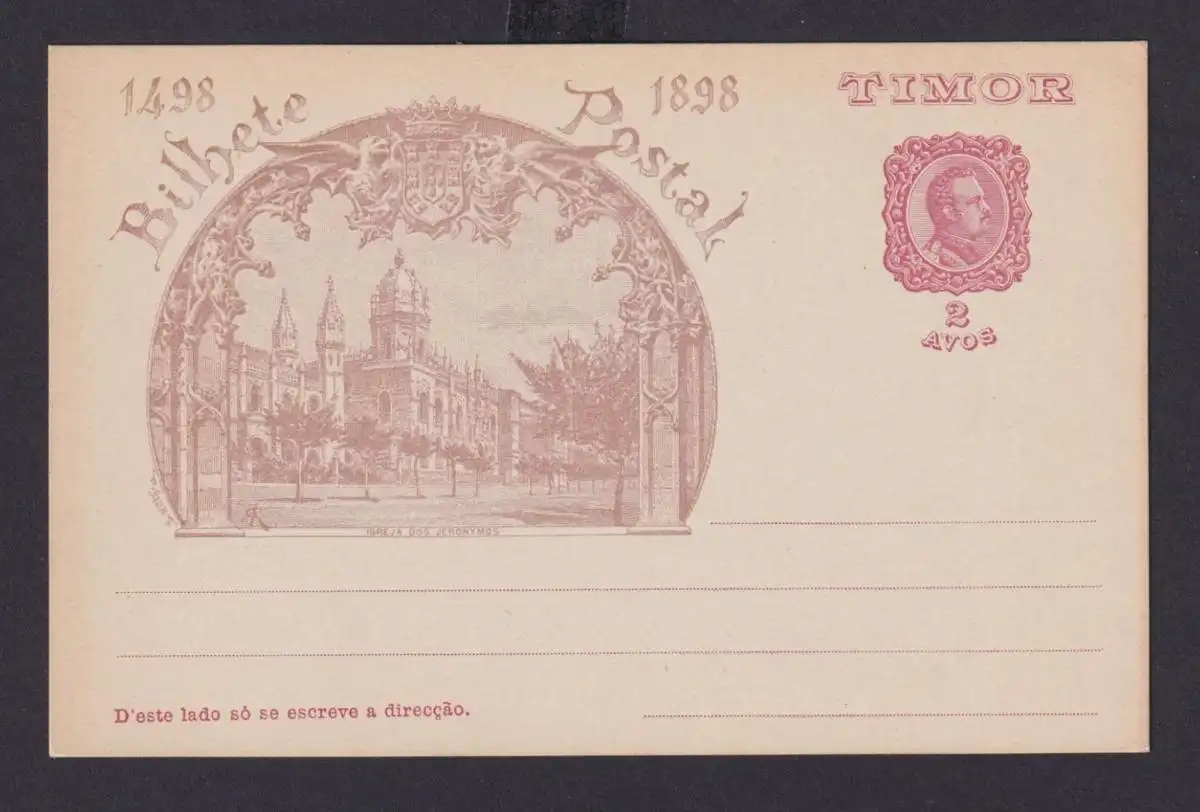 1498 1898
Bilhete Postal
TIMOR
2
AVOS
IGREJA DOS JERONYMOS
D'este lado só se escreve a direcção.